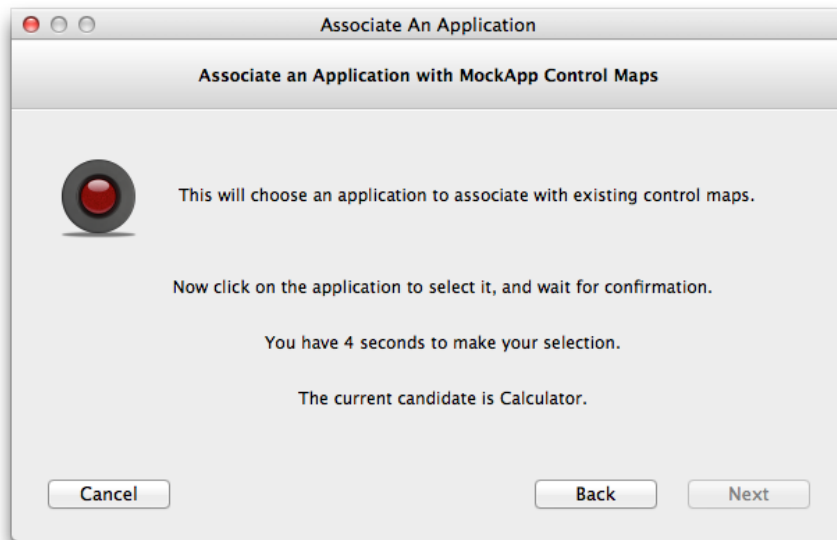 Associate An Application
Associate an Application with MockApp Control Maps
This will choose an application to associate with existing control maps.
Now click on the application to select it, and wait for confirmation.
You have 4 seconds to make your selection.
The current candidate is Calculator.
Cancel
Back
Next